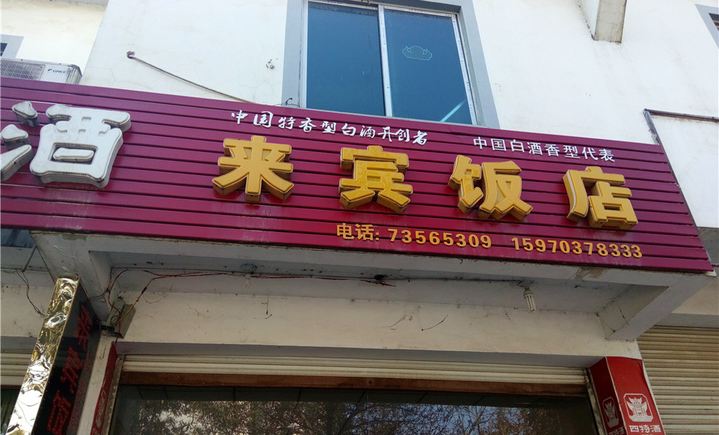 中国特香型白酒开创者
中国白酒香型代表
酒
来宾饭店
电话: 73565309 15970378333
四特酒